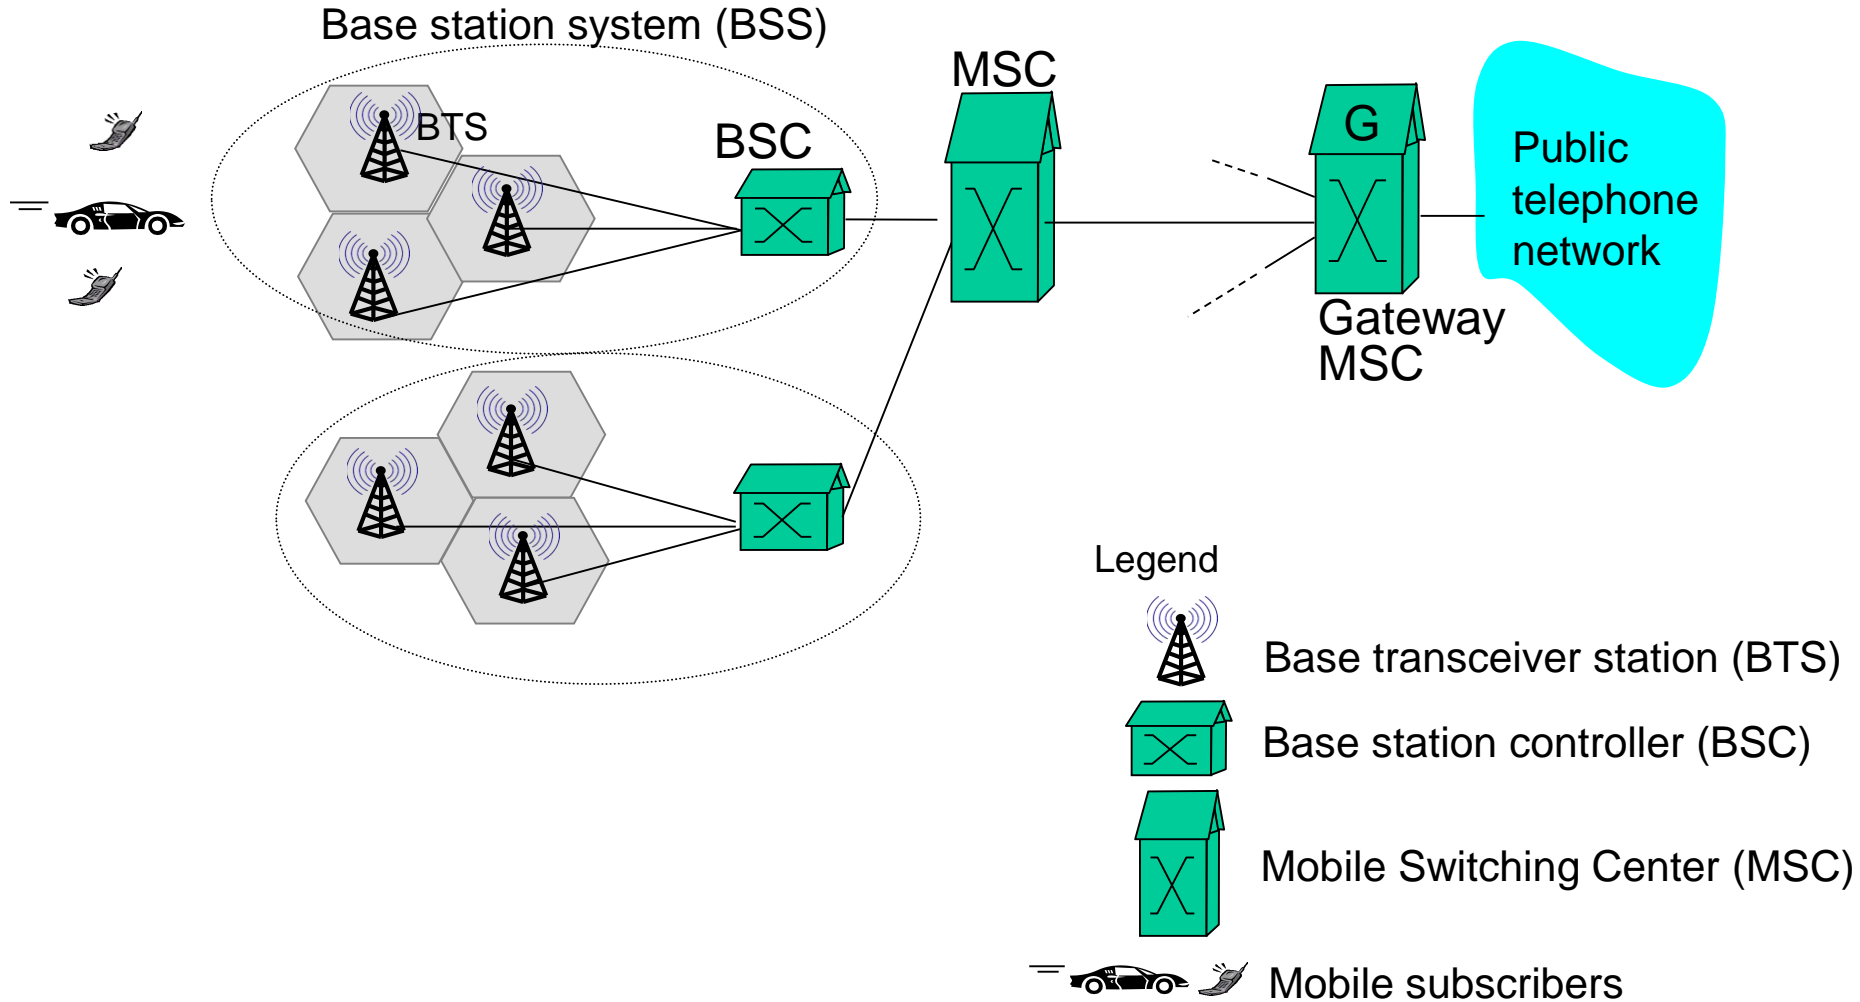 Base station system (BSS)
MSC
BTS
BSC
G
Public
telephone
network
Gateway
MSC
Legend
Base transceiver station (BTS)
Base station controller (BSC)
Mobile Switching Center (MSC)
Mobile subscribers